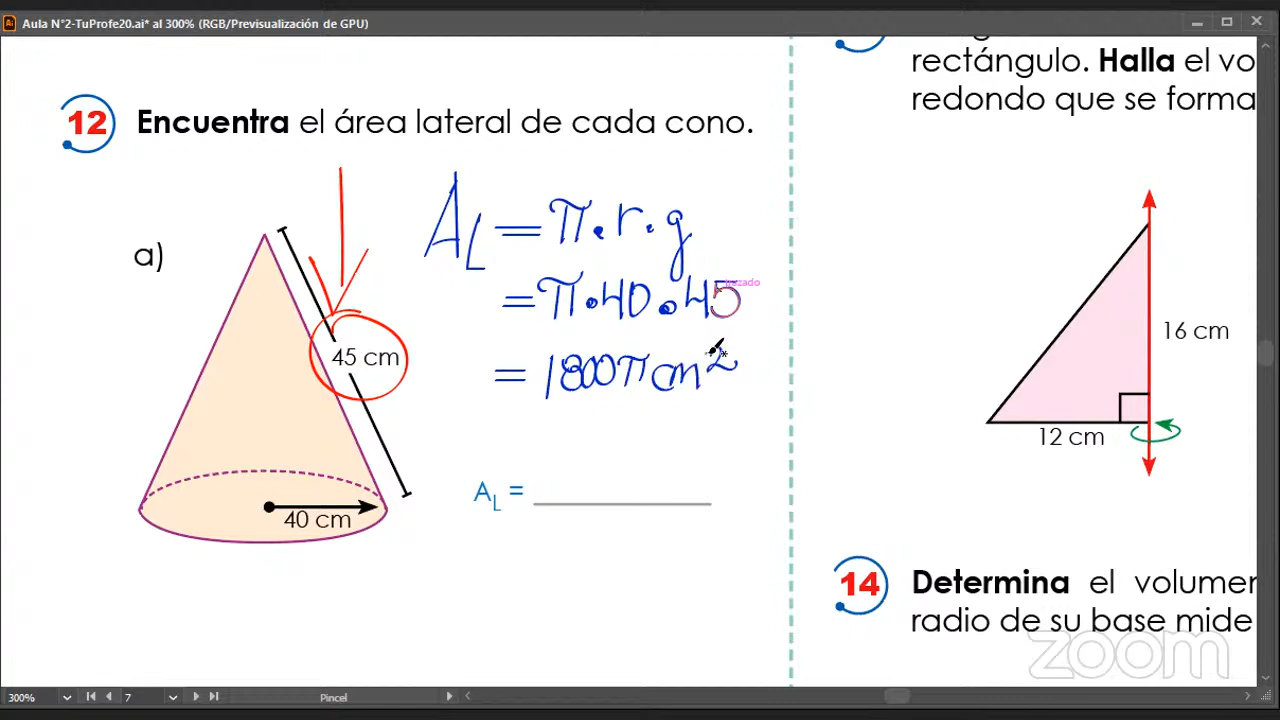 Aula N°2-TuProfe20.ai* al 300% (RGB/Previsualización de GPU)
12 Encuentra el área lateral de cada cono.
a)
45 cm
40 cm
A_L = π . r . g
= π . 40 . 45
trazado
= 1800 π cm²
A_L =
rectángulo. Halla el vo
redondo que se forma
16 cm
12 cm
14 Determina el volumen
radio de su base mide
zoom
300%
7
Pincel